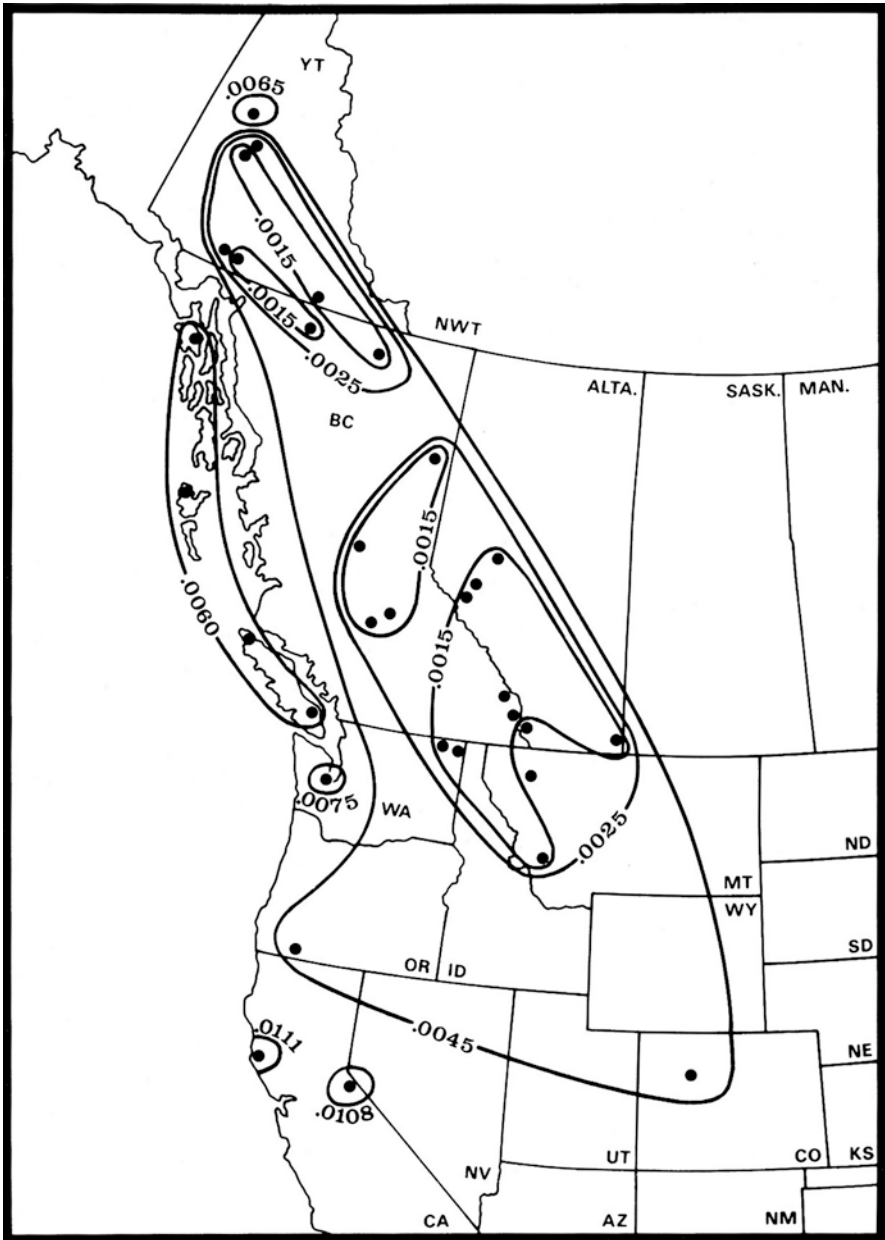 YT
.0065
.0015
.0015
NWT
.0025
ALTA.
SASK.
MAN.
BC
.0015
.0060
.0015
.0075
WA
.0025
ND
MT
WY
SD
OR
ID
.0111
.0045
NE
.0108
UT
CO
KS
NV
CA
AZ
NM